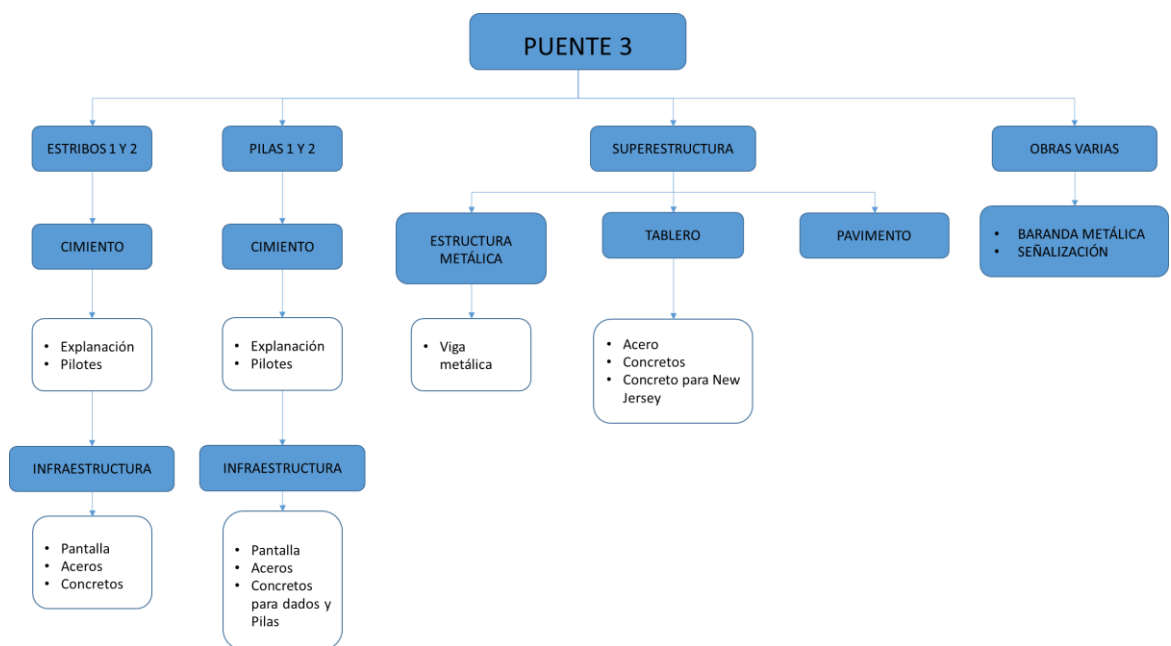 PUENTE 3
ESTRIBOS 1 Y 2
PILAS 1 Y 2
SUPERESTRUCTURA
OBRAS VARIAS
CIMIENTO
CIMIENTO
ESTRUCTURA
METÁLICA
TABLERO
PAVIMENTO
• BARANDA METÁLICA
• SEÑALIZACIÓN
• Explanación
• Pilotes
• Explanación
• Pilotes
• Viga
metálica
• Acero
• Concretos
• Concreto para New
Jersey
INFRAESTRUCTURA
INFRAESTRUCTURA
• Pantalla
• Aceros
• Concretos
• Pantalla
• Aceros
• Concretos
para dados y
Pilas